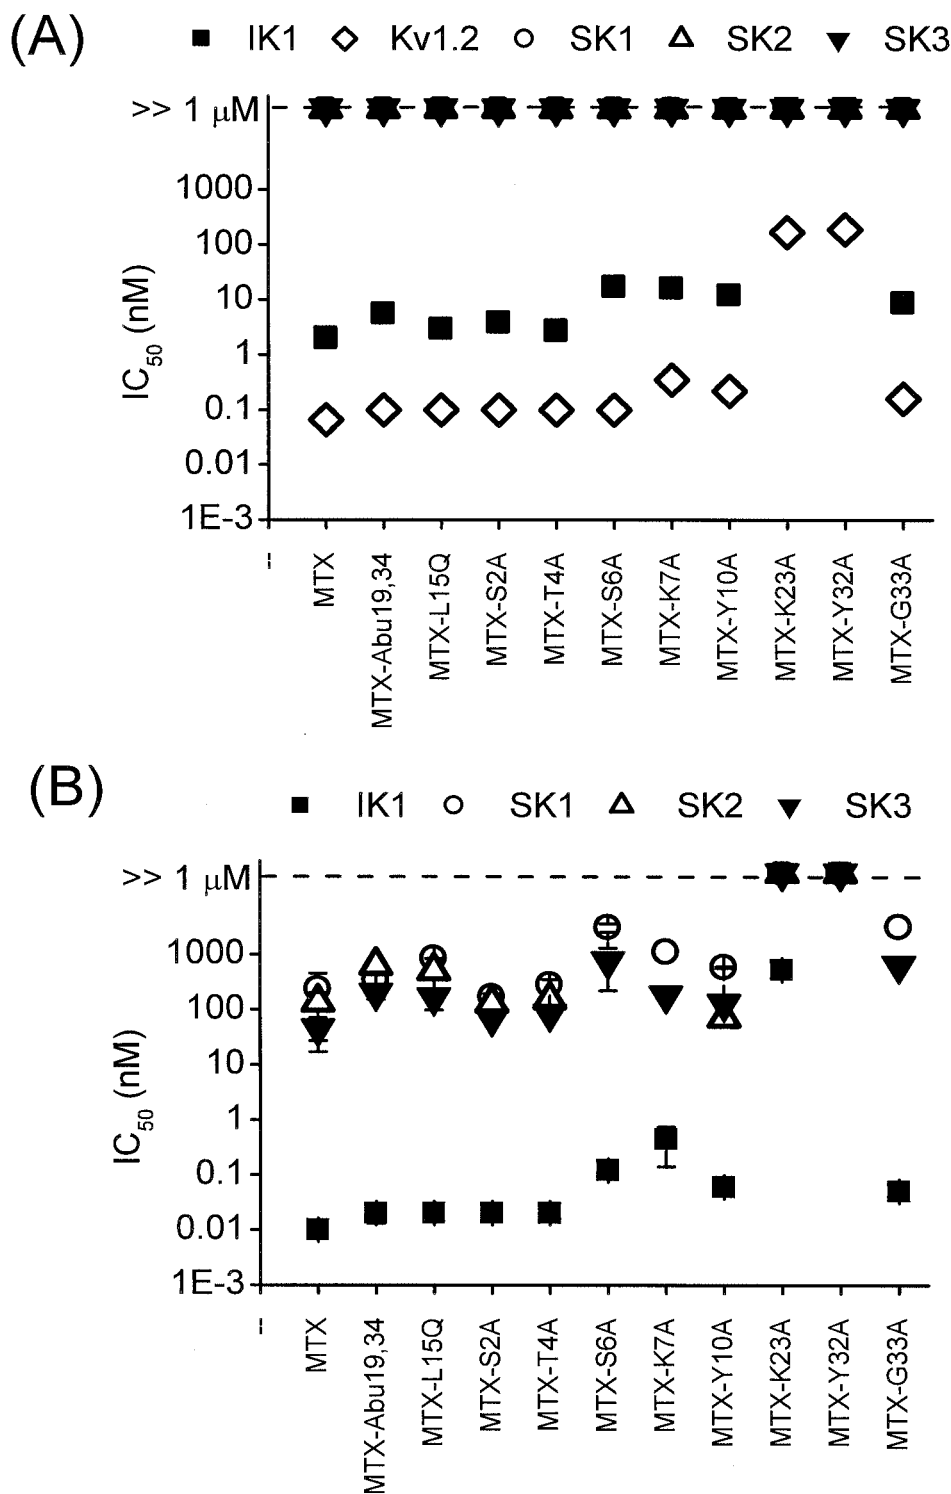 (A)
■ IK1 ◇ Kv1.2 ○ SK1 △ SK2 ▼ SK3
>> 1 μM
1000
100
10
1
0.1
0.01
1E-3
IC50 (nM)
--
MTX
MTX-Abu19,34
MTX-L15Q
MTX-S2A
MTX-T4A
MTX-S6A
MTX-K7A
MTX-Y10A
MTX-K23A
MTX-Y32A
MTX-G33A
(B)
■ IK1 ○ SK1 △ SK2 ▼ SK3
>> 1 μM
1000
100
10
1
0.1
0.01
1E-3
IC50 (nM)
--
MTX
MTX-Abu19,34
MTX-L15Q
MTX-S2A
MTX-T4A
MTX-S6A
MTX-K7A
MTX-Y10A
MTX-K23A
MTX-Y32A
MTX-G33A